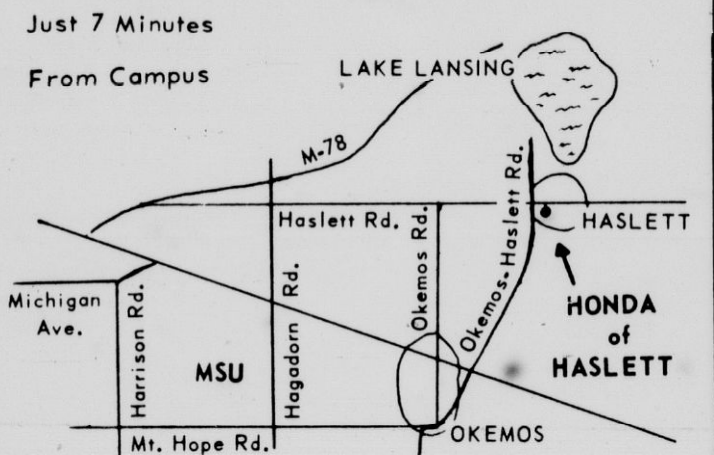 Just 7 Minutes
From Campus
LAKE LANSING
M-78
Haslett Rd.
Okemos Rd.
Okemos-Haslett Rd.
HASLETT
Michigan
Ave.
Harrison Rd.
MSU
Hagadorn Rd.
HONDA
of
HASLETT
OKEMOS
Mt. Hope Rd.